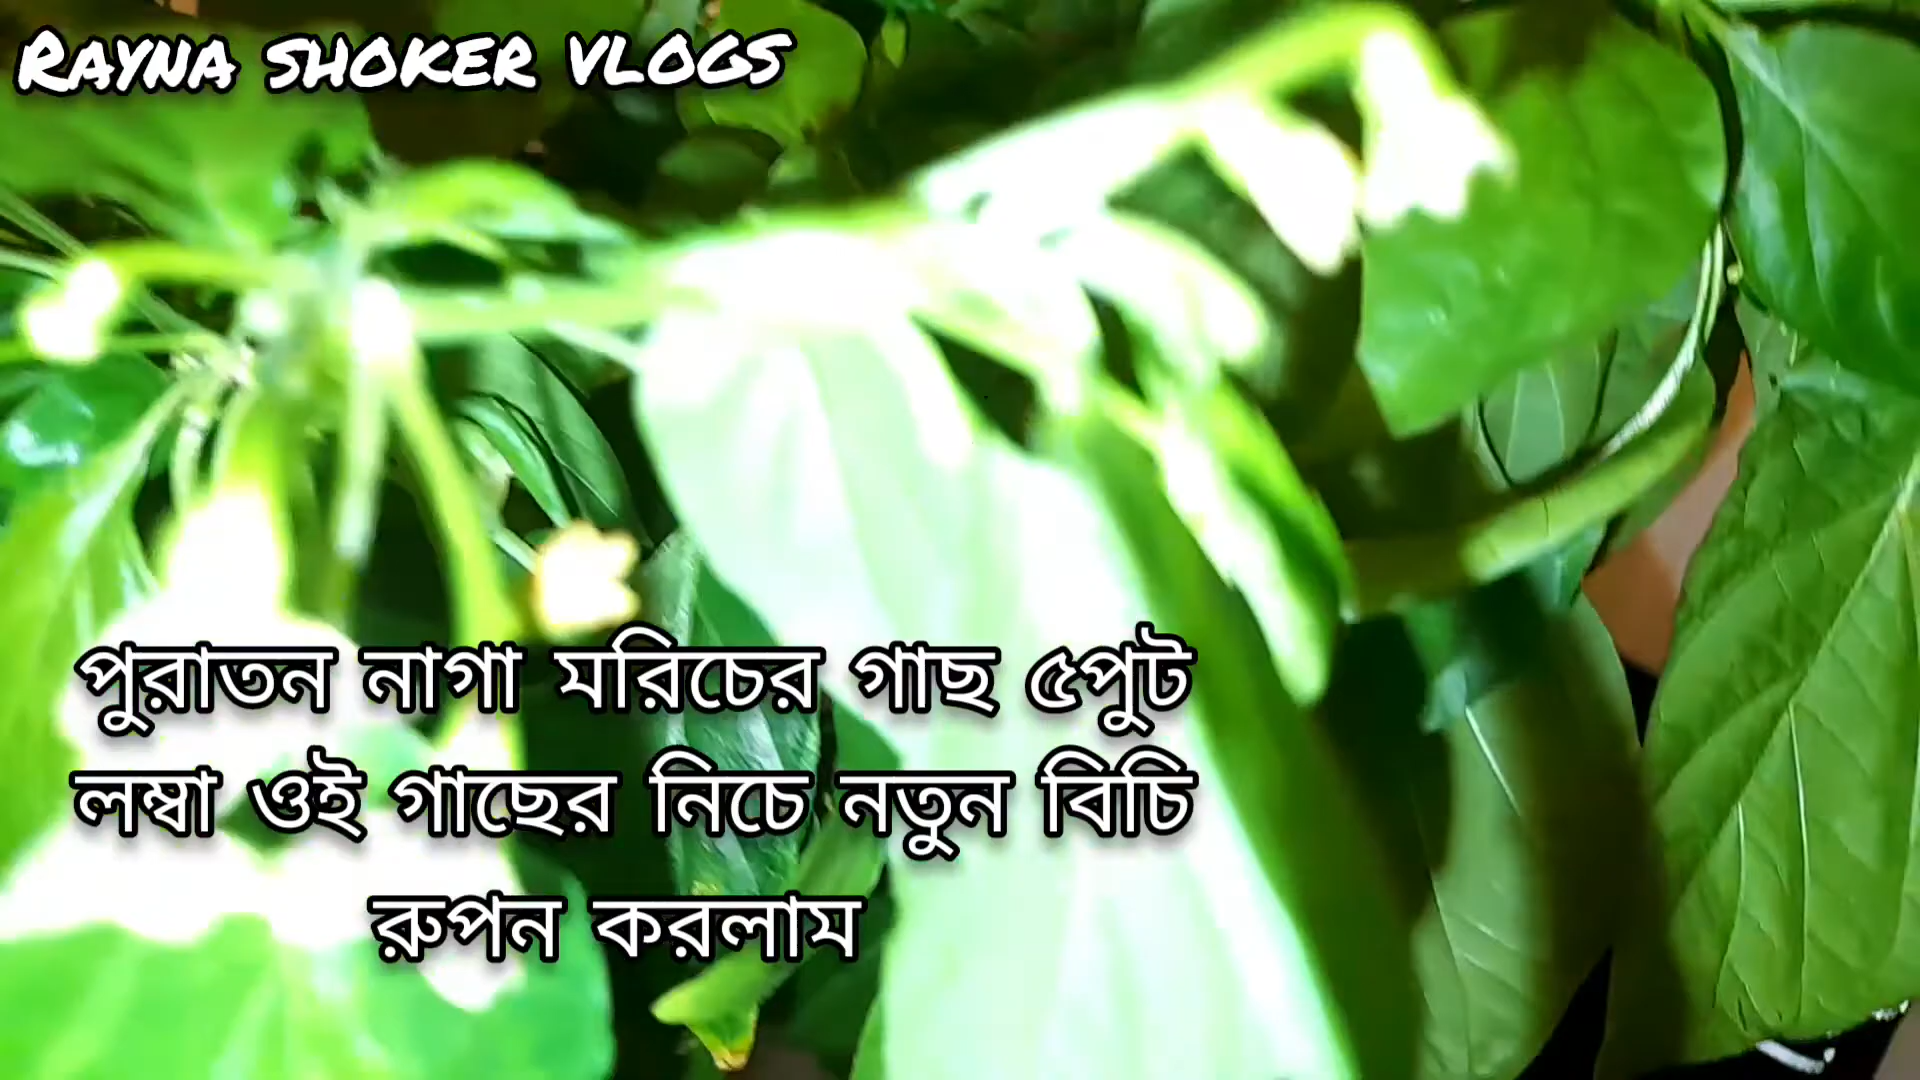 RAYNA SHOKER VLOGS
পুরাতন নাগা মরিচের গাছ ৫পুট
লম্বা ওই গাছের নিচে নতুন বিচি
রুপন করলাম